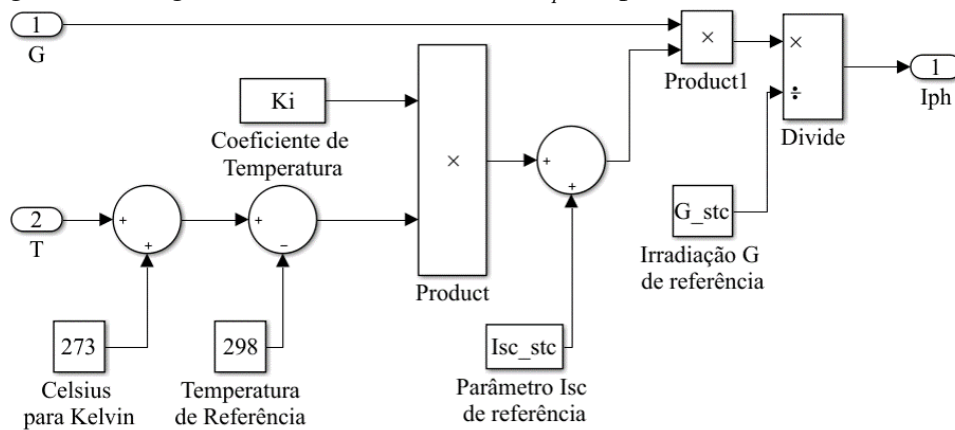 1
G
Ki
Coeficiente de
Temperatura
×
Product1
×
÷
Divide
1
Iph
×
Product
+
+
G_stc
Irradiação G
de referência
2
T
+
+
+
−
273
Celsius
para Kelvin
298
Temperatura
de Referência
Isc_stc
Parâmetro Isc
de referência